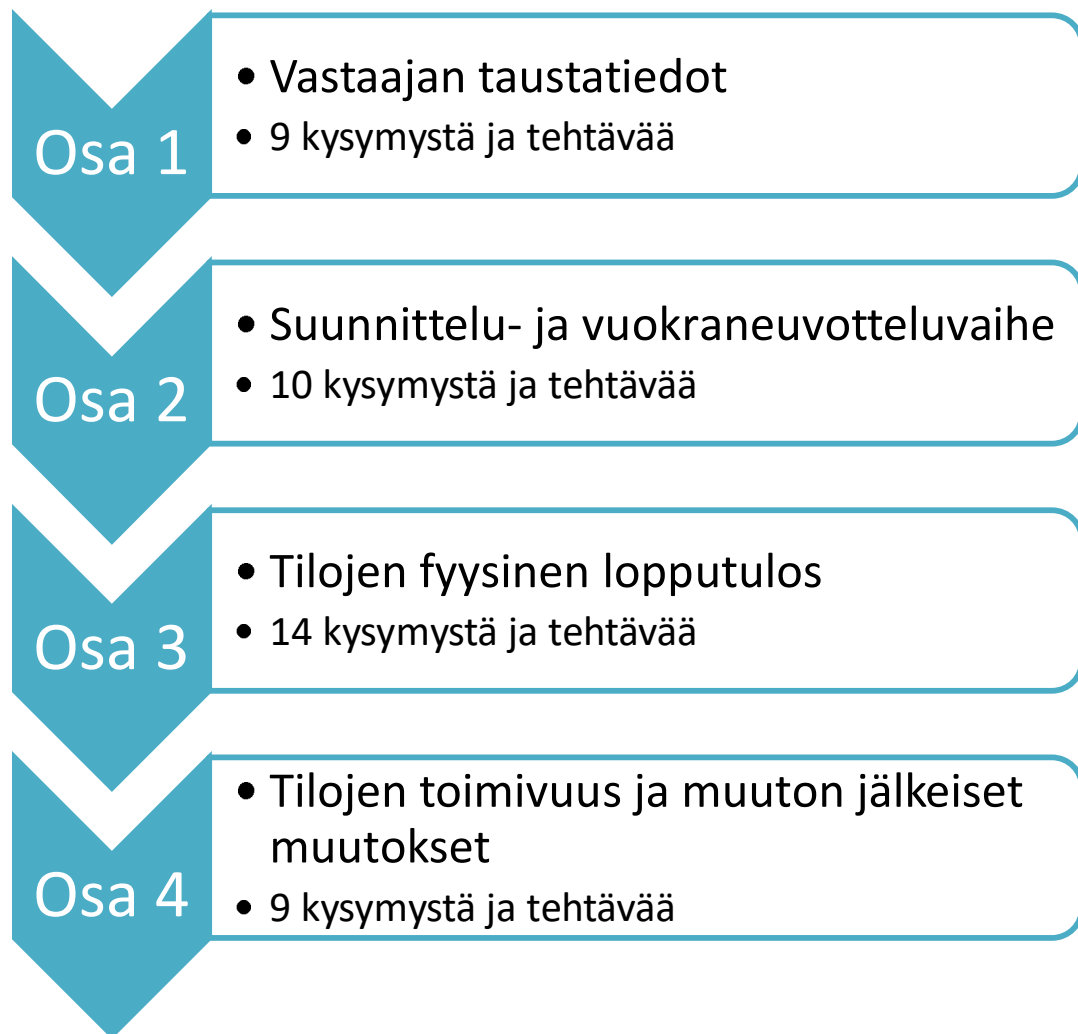 Osa 1
• Vastaajan taustatiedot
• 9 kysymystä ja tehtävää
Osa 2
• Suunnittelu- ja vuokraneuvotteluvaihe
• 10 kysymystä ja tehtävää
Osa 3
• Tilojen fyysinen lopputulos
• 14 kysymystä ja tehtävää
Osa 4
• Tilojen toimivuus ja muuton jälkeiset
muutokset
• 9 kysymystä ja tehtävää